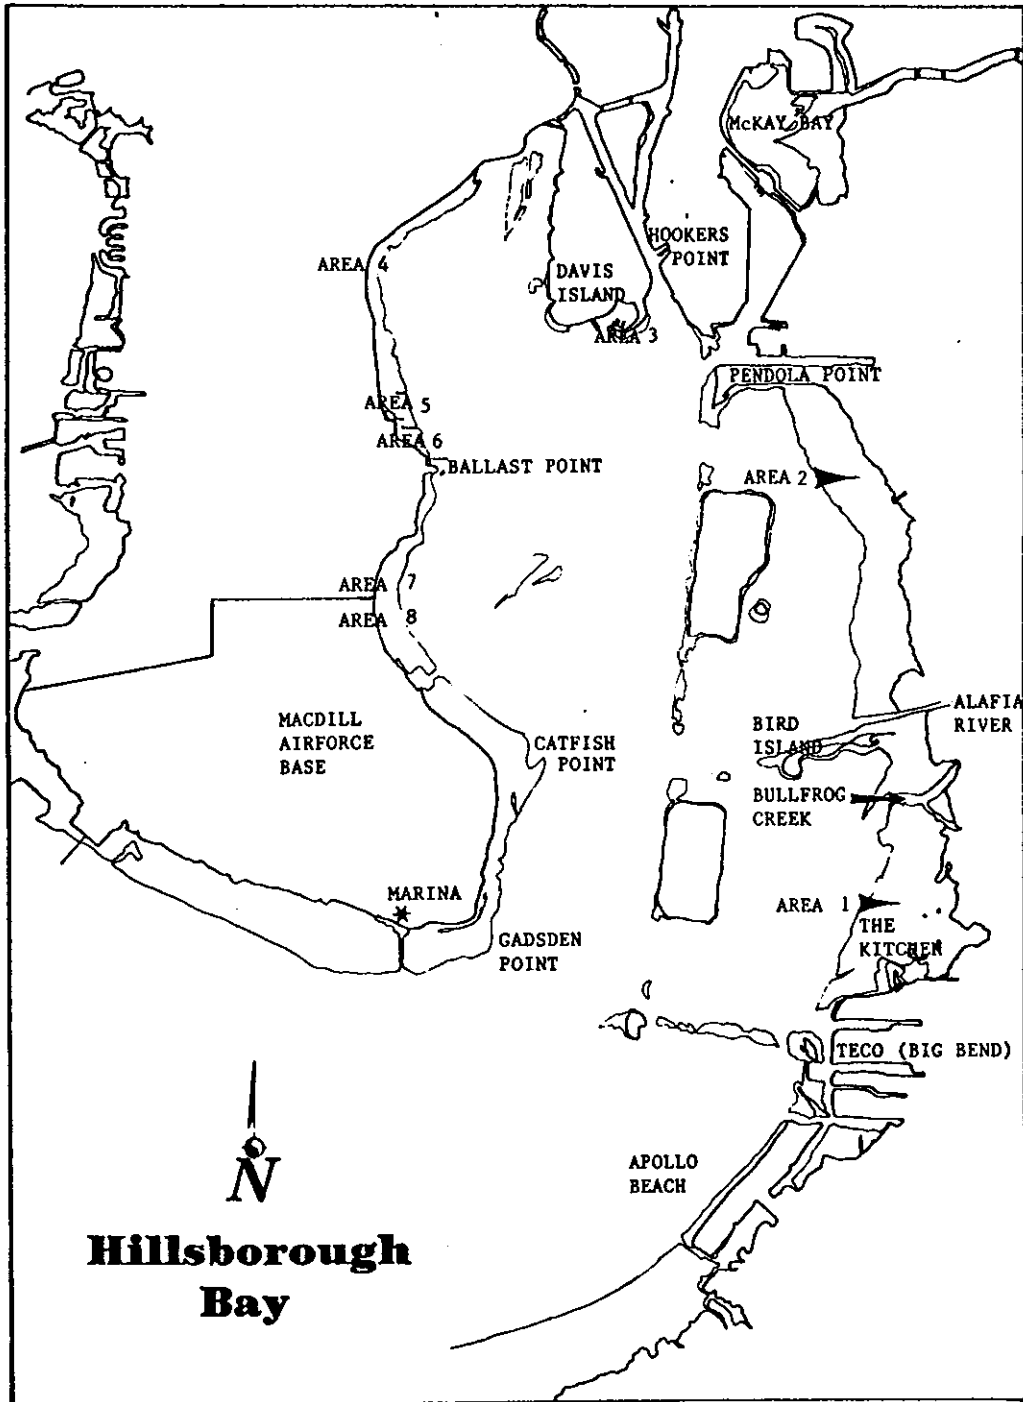 McKAY BAY
HOOKERS
POINT
AREA 4
DAVIS
ISLAND
AREA 3
PENDOLA POINT
AREA 5
AREA 6
BALLAST POINT
AREA 2
AREA 7
AREA 8
ALAFIA
RIVER
MACDILL
AIRFORCE
BASE
CATFISH
POINT
BIRD
ISLAND
BULLFROG
CREEK
MARINA
AREA 1
THE
KITCHEN
GADSDEN
POINT
TECO (BIG BEND)
APOLLO
BEACH
N
Hillsborough
Bay